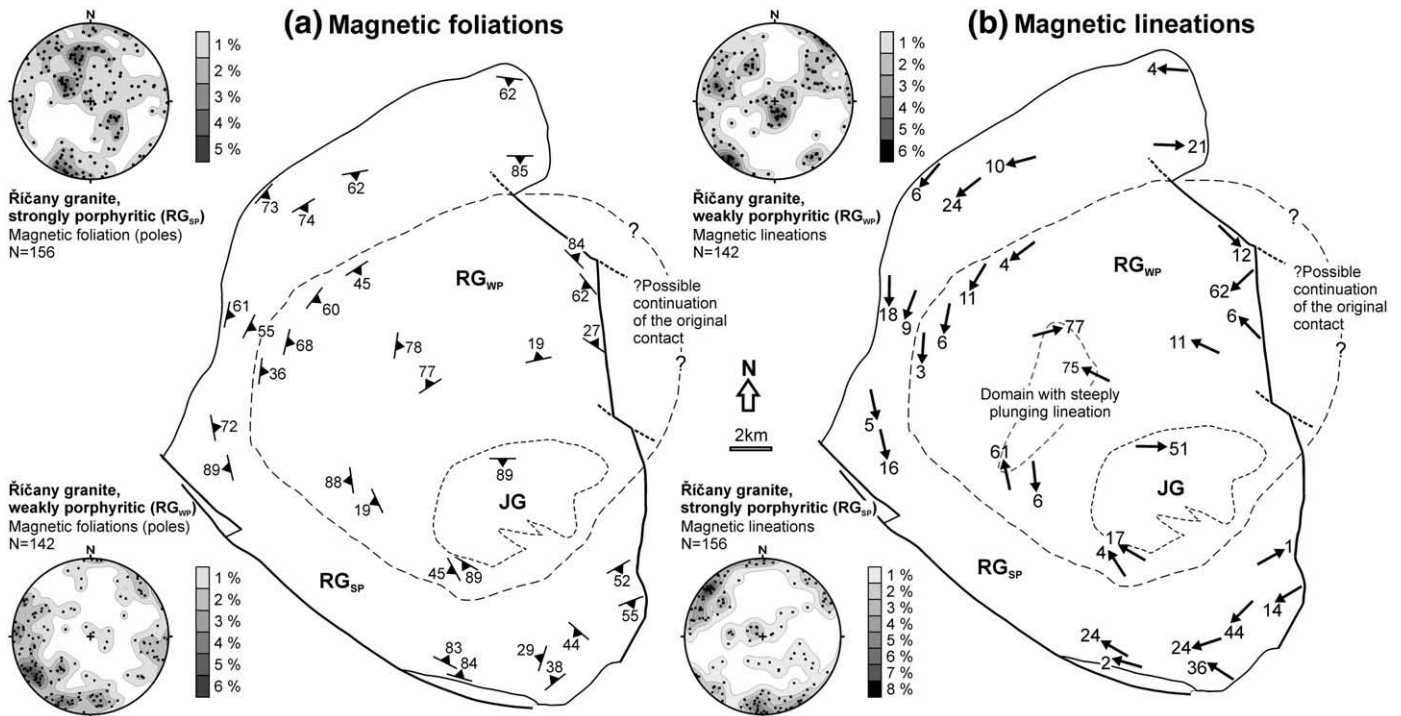 (a) Magnetic foliations
N
1 %
2 %
3 %
4 %
5 %
Říčany granite,
strongly porphyritic (RGSP)
Magnetic foliation (poles)
N=156
62
85
62
73
74
84
45
RGWP
62
60
?
?Possible
continuation
of the original
contact
?
61
55
68
27
78
19
36
77
72
89
89
88
19
JG
45
89
RGSP
52
55
44
83
84
29
38
Říčany granite,
weakly porphyritic (RGWP)
Magnetic foliations (poles)
N=142
N
1 %
2 %
3 %
4 %
5 %
6 %
N
2km
(b) Magnetic lineations
N
1 %
2 %
3 %
4 %
5 %
6 %
Říčany granite,
weakly porphyritic (RGWP)
Magnetic lineations
N=142
4
21
10
6
24
12
4
RGWP
62
11
?
?Possible
continuation
of the original
contact
?
18
9
6
6
77
11
3
75
Domain with steeply
plunging lineation
5
16
61
6
51
JG
17
4
RGSP
1
14
44
24
24
2
36
Říčany granite,
strongly porphyritic (RGSP)
Magnetic lineations
N=156
N
1 %
2 %
3 %
4 %
5 %
6 %
7 %
8 %